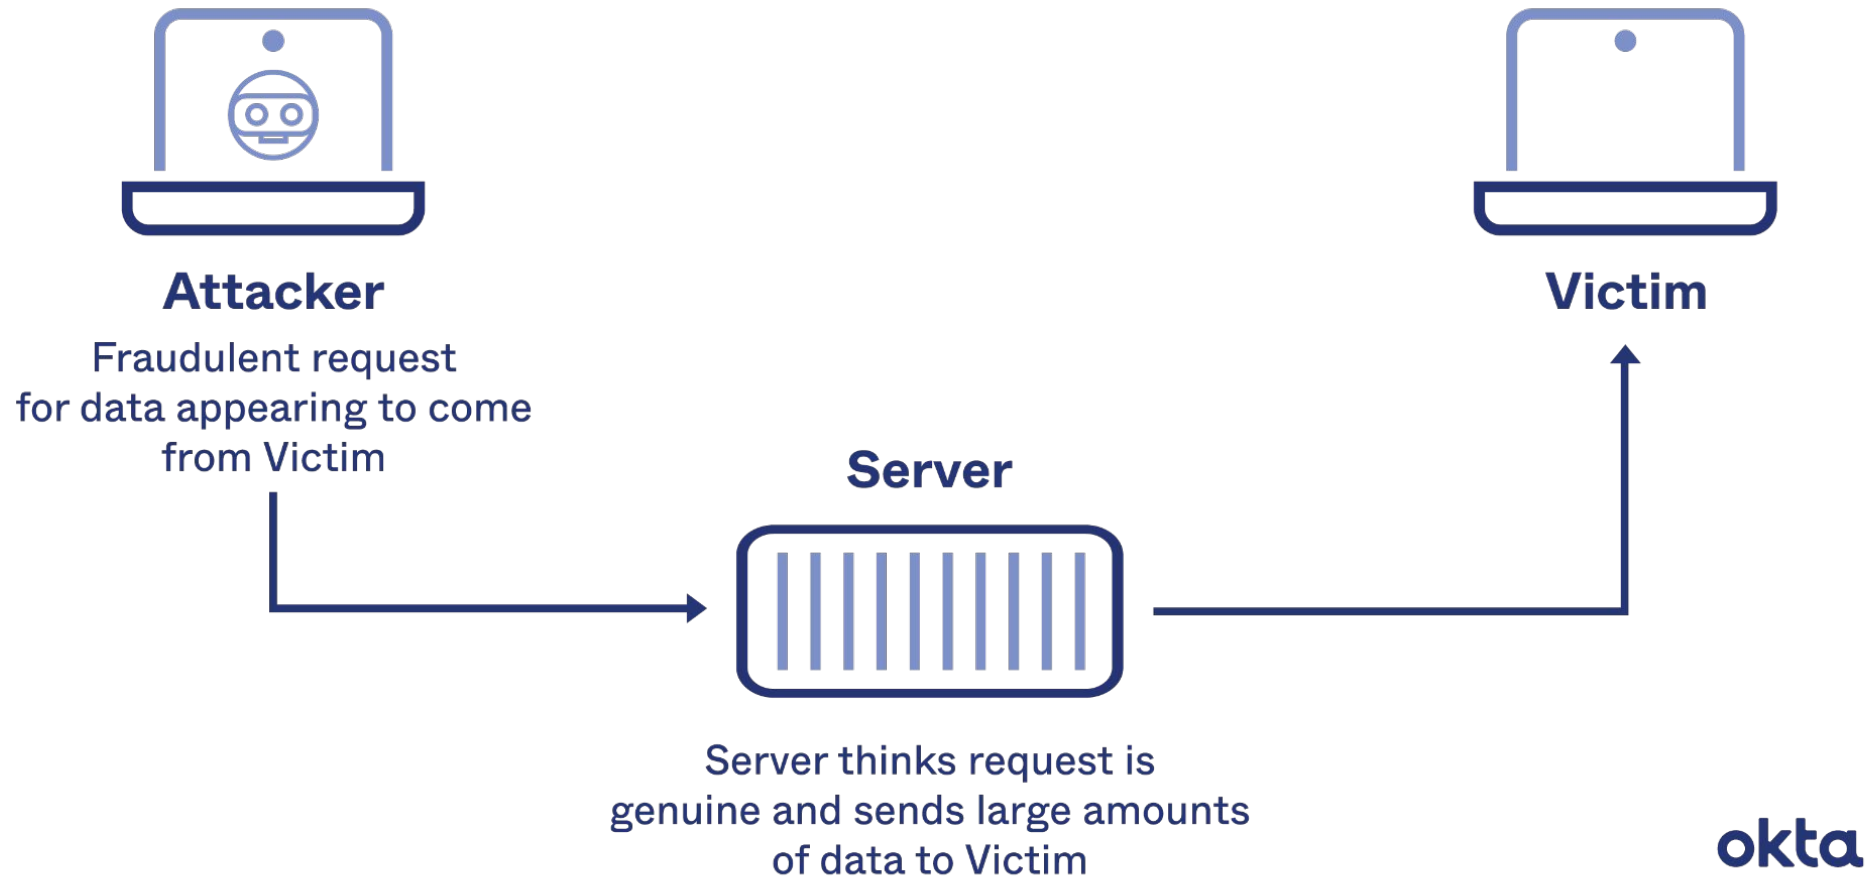 Attacker
Fraudulent request
for data appearing to come
from Victim
Server
Server thinks request is
genuine and sends large amounts
of data to Victim
Victim
okta